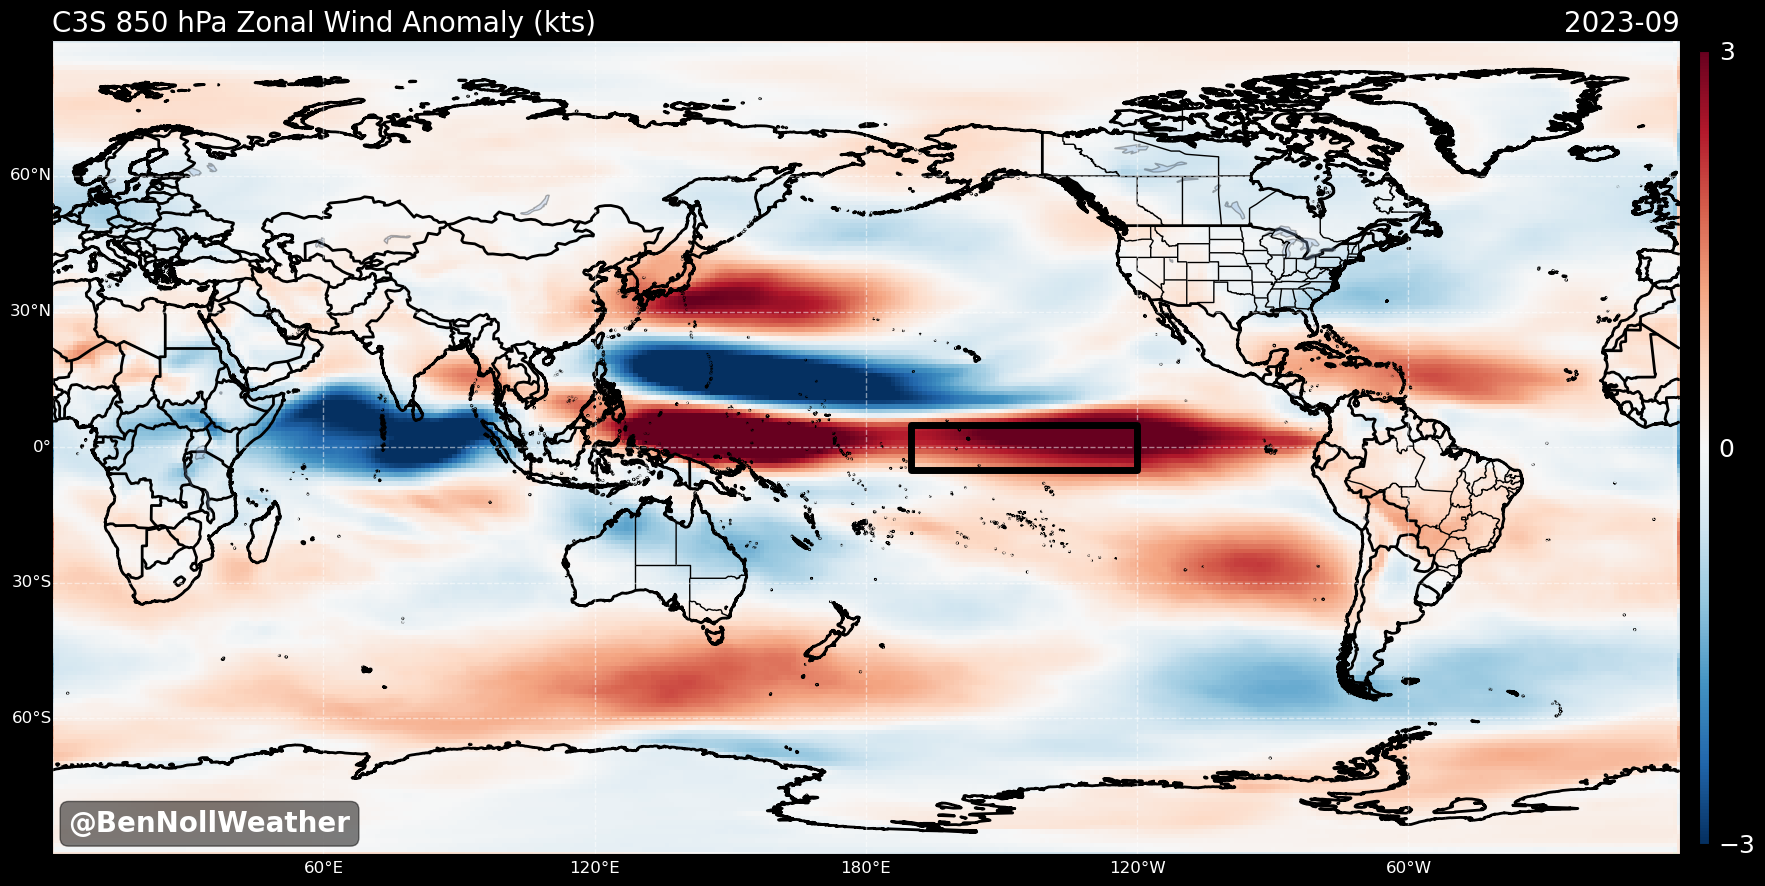 C3S 850 hPa Zonal Wind Anomaly (kts)
2023-09
3
60°N
30°N
0°
0
30°S
60°S
@BenNollWeather
−3
60°E
120°E
180°E
120°W
60°W